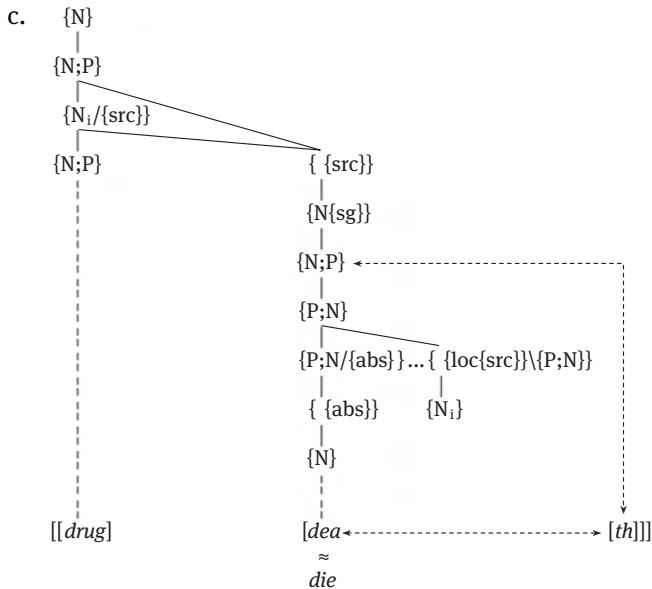 c. {N}
{N;P}
{Nᵢ/{src}}
{N;P} { {src}}
{N{sg}}
{N;P}
{P;N}
{P;N/{abs}}...{ {loc{src}}\{P;N}}
{ {abs}} {Nᵢ}
{N}
[[drug] [dea [th]]]
≈
die